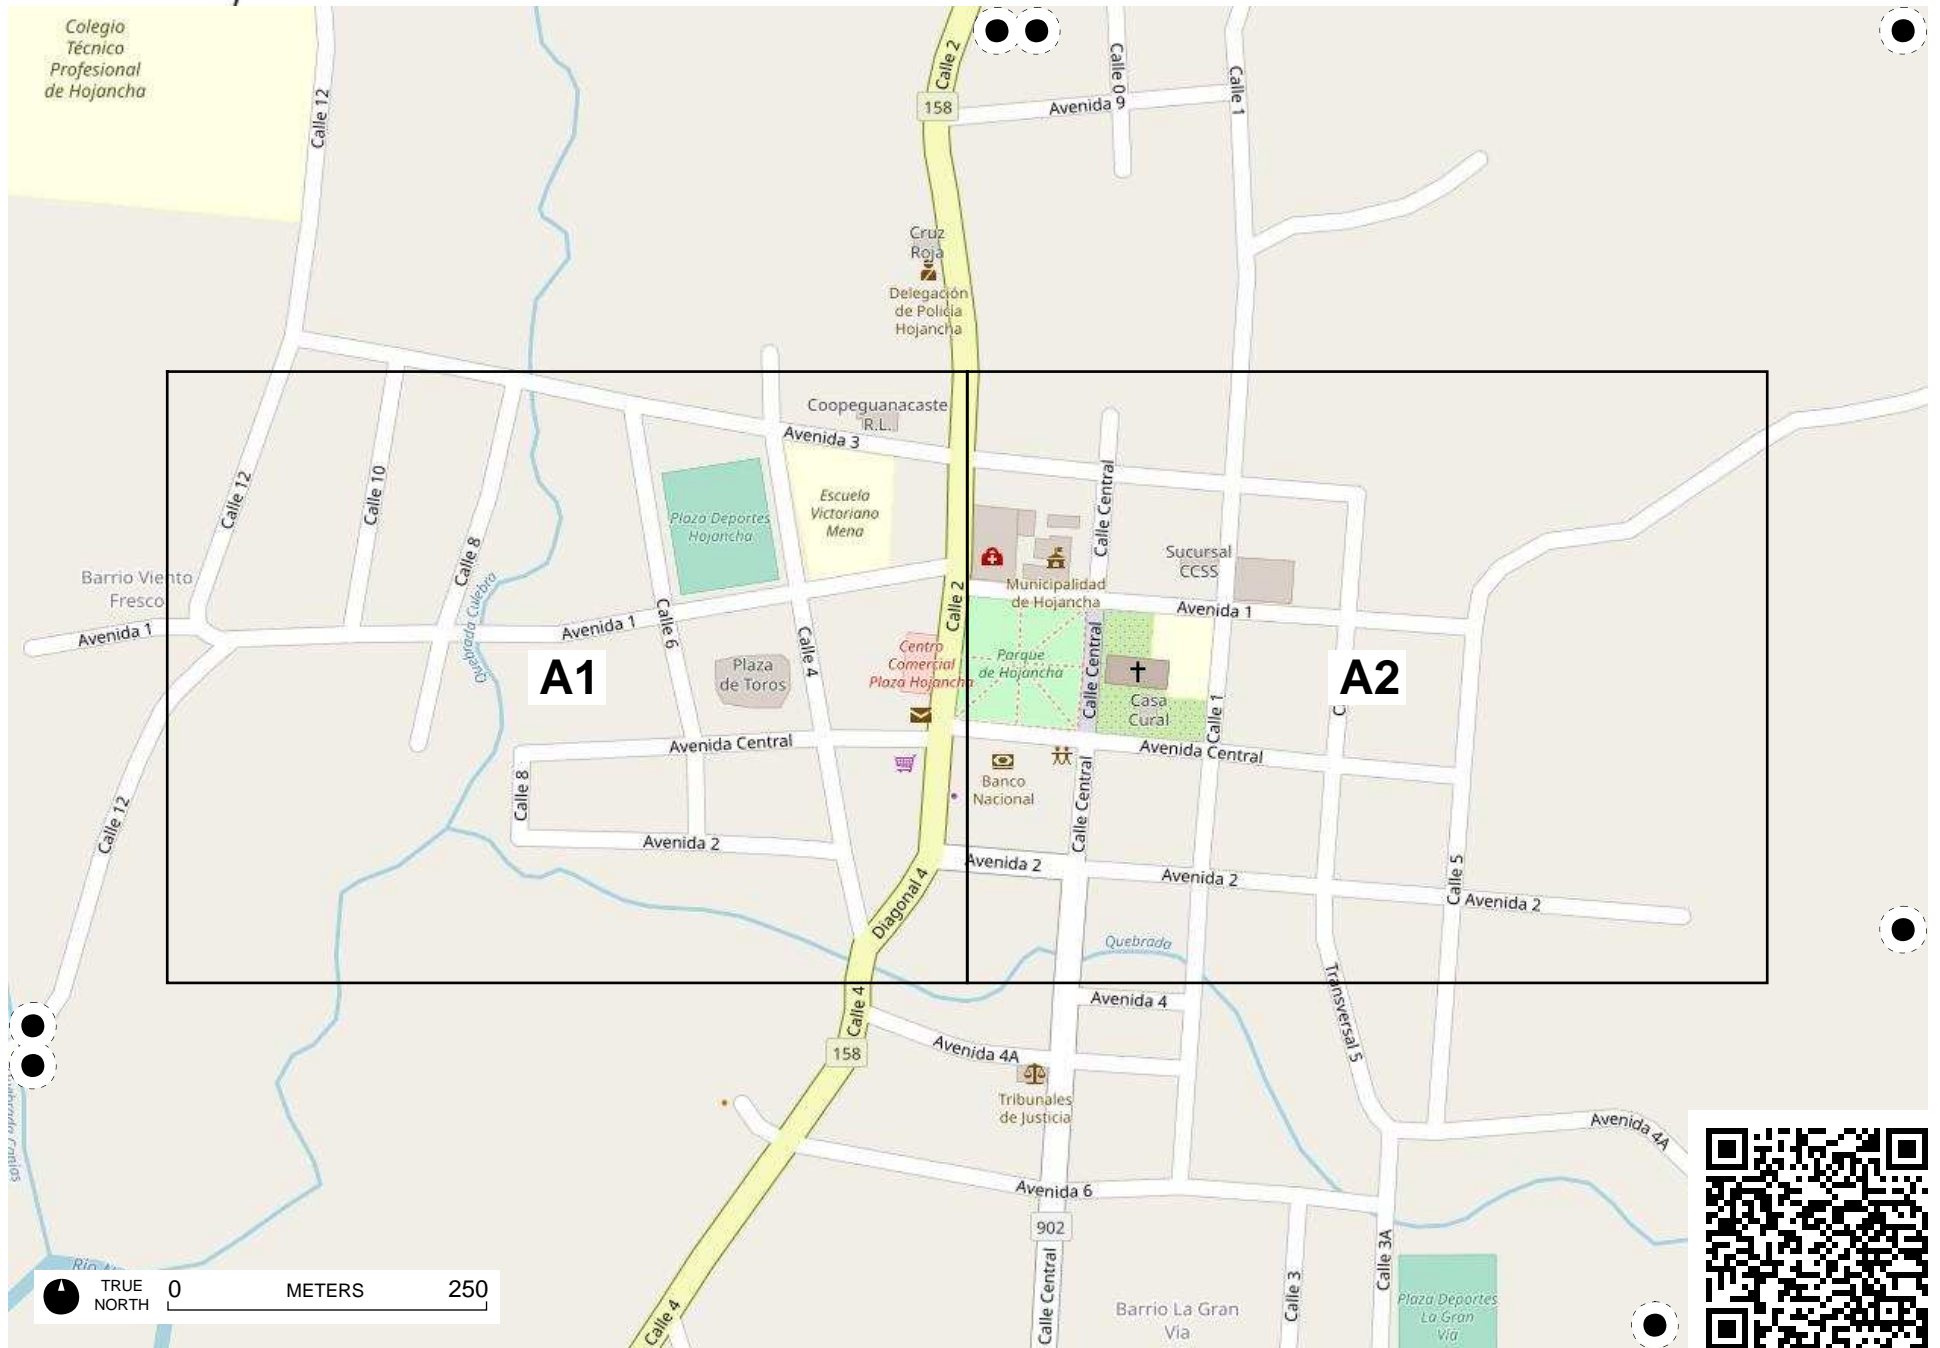 Colegio
Técnico
Profesional
de Hojancha
Calle 12
Calle 2
Calle 0
Calle 1
158
Avenida 9
Cruz
Roja
Delegación
de Policía
Hojancha
Coopeguanacaste
R.L.
Avenida 3
Calle 12
Calle 10
Calle 8
Plaza Deportes
Hojancha
Escuela
Victoriano
Mena
Calle Central
Sucursal
CCSS
Municipalidad
de Hojancha
Barrio Viento
Fresco
Avenida 1
Quebrada Culebra
Avenida 1
Calle 6
Calle 4
Calle 2
Avenida 1
A1
Plaza
de Toros
Centro
Comercial
Plaza Hojancha
Parque
de Hojancha
Calle Central
Casa
Cural
Calle 1
A2
Avenida Central
Avenida Central
Calle 8
Calle 12
Banco
Nacional
Calle Central
Avenida 2
Avenida 2
Avenida 2
Calle 5
Avenida 2
Diagonal 4
Quebrada
Transversal 5
Calle 4
Avenida 4
158
Avenida 4A
Tribunales
de Justicia
Avenida 4A
Avenida 6
902
Calle Central
Calle 3
Calle 3A
Calle 4
Barrio La Gran
Vía
Plaza Deportes
La Gran
Vía
TRUE
NORTH
0 METERS 250